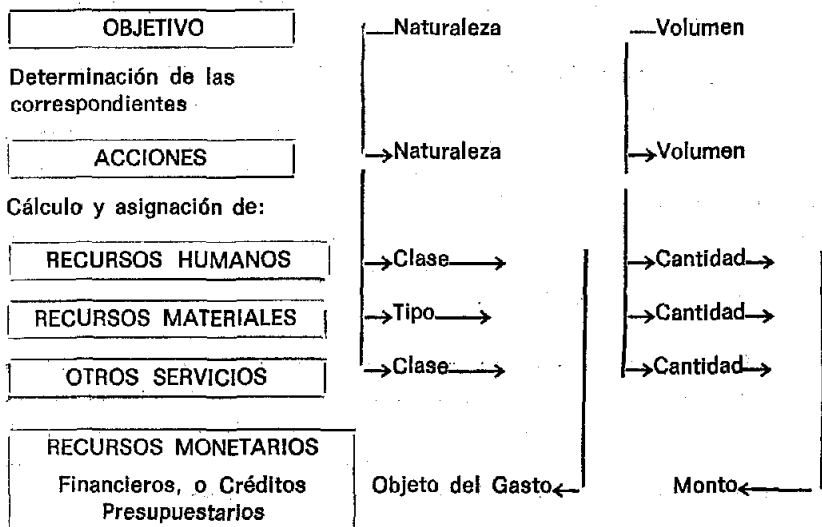 OBJETIVO Naturaleza Volumen
Determinación de las
correspondientes
ACCIONES Naturaleza Volumen
Cálculo y asignación de:
RECURSOS HUMANOS Clase Cantidad
RECURSOS MATERIALES Tipo Cantidad
OTROS SERVICIOS Clase Cantidad
RECURSOS MONETARIOS
Financieros, o Créditos Objeto del Gasto Monto
Presupuestarios